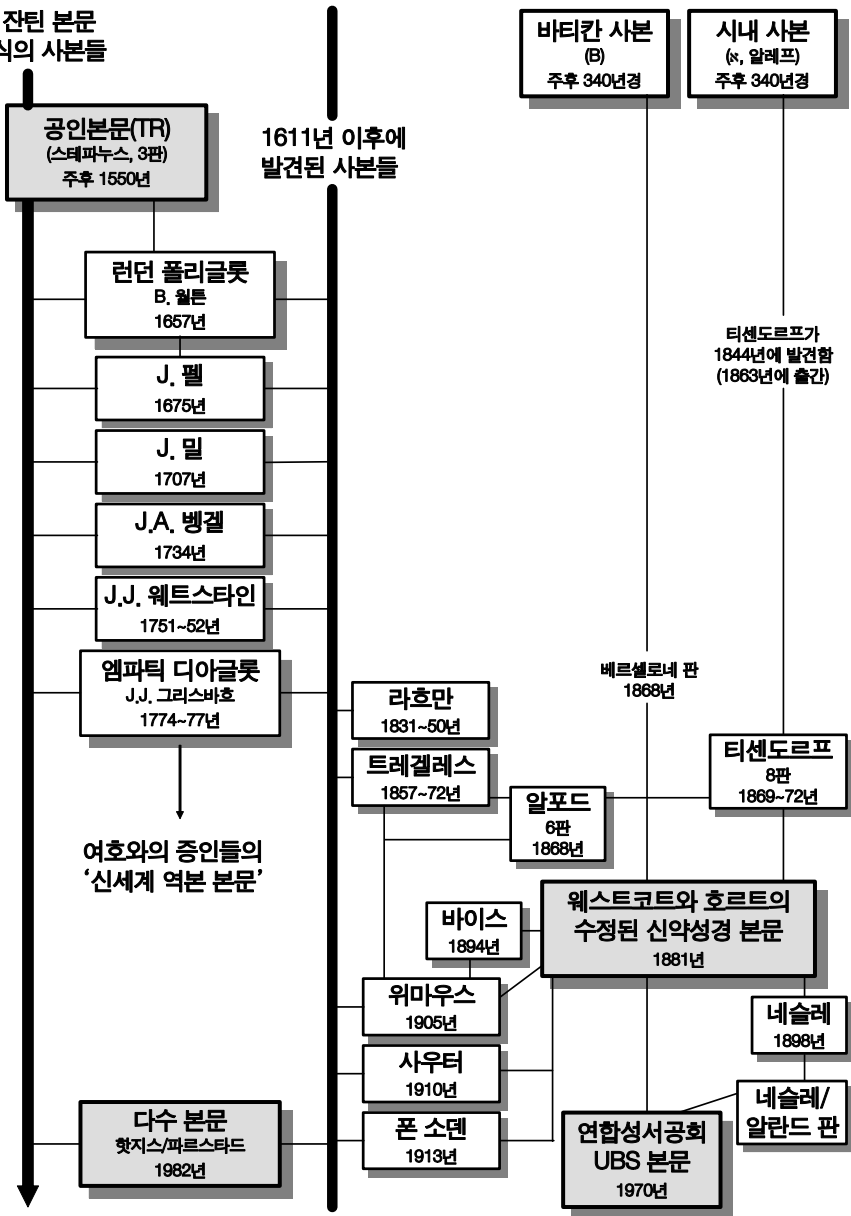 잔틴 본문
식의 사본들
공인본문(TR)
(스테파누스, 3판)
주후 1550년
1611년 이후에
발견된 사본들
바티칸 사본
(B)
주후 340년경
시내 사본
(א, 알레프)
주후 340년경
런던 폴리글롯
B. 월튼
1657년
J. 펠
1675년
J. 밀
1707년
J.A. 벵겔
1734년
J.J. 웨트스타인
1751~52년
엠파틱 디아글롯
J.J. 그리스바흐
1774~77년
여호와의 증인들의
‘신세계 역본 본문’
티센도르프가
1844년에 발견함
(1863년에 출간)
베르셀로네 판
1868년
라흐만
1831~50년
트레겔레스
1857~72년
알포드
6판
1868년
티센도르프
8판
1869~72년
웨스트코트와 호르트의
수정된 신약성경 본문
1881년
바이스
1894년
위마우스
1905년
네슬레
1898년
사우터
1910년
네슬레/
알란드 판
폰 소덴
1913년
연합성서공회
UBS 본문
1970년
다수 본문
핫지스/파르스타드
1982년